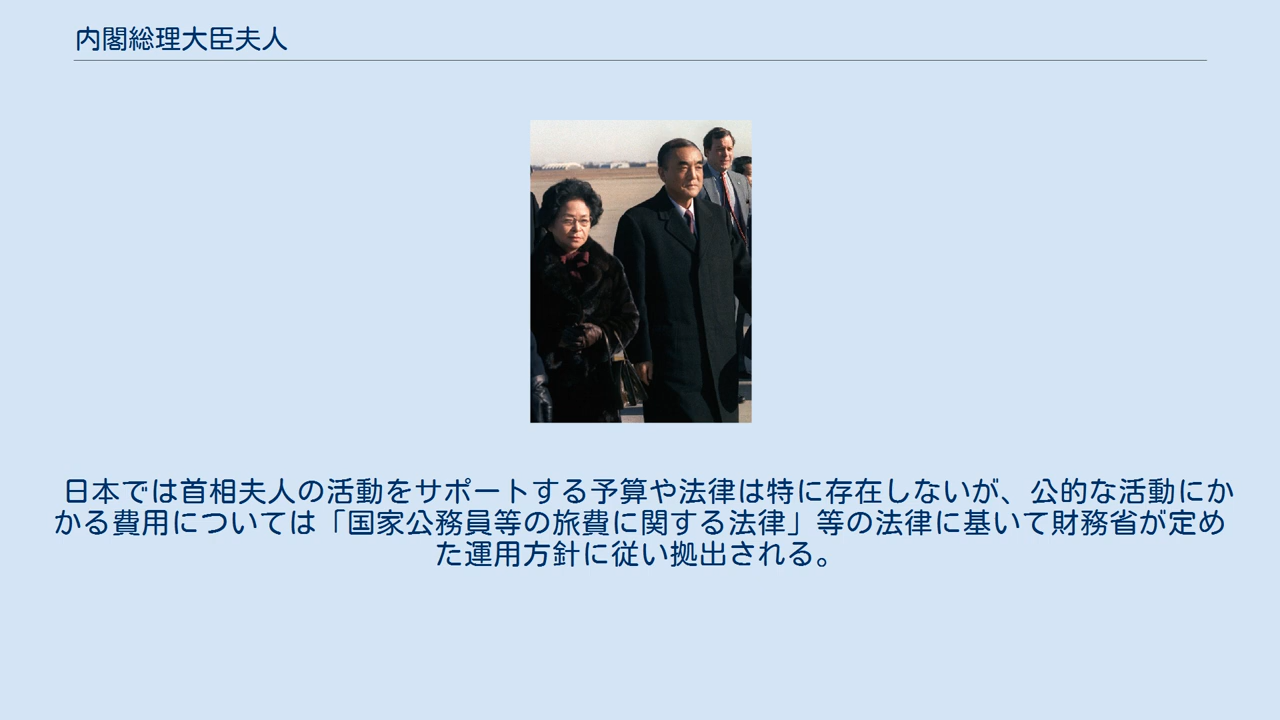 内閣総理大臣夫人
日本では首相夫人の活動をサポートする予算や法律は特に存在しないが、公的な活動にか
かる費用については「国家公務員等の旅費に関する法律」等の法律に基いて財務省が定め
た運用方針に従い拠出される。